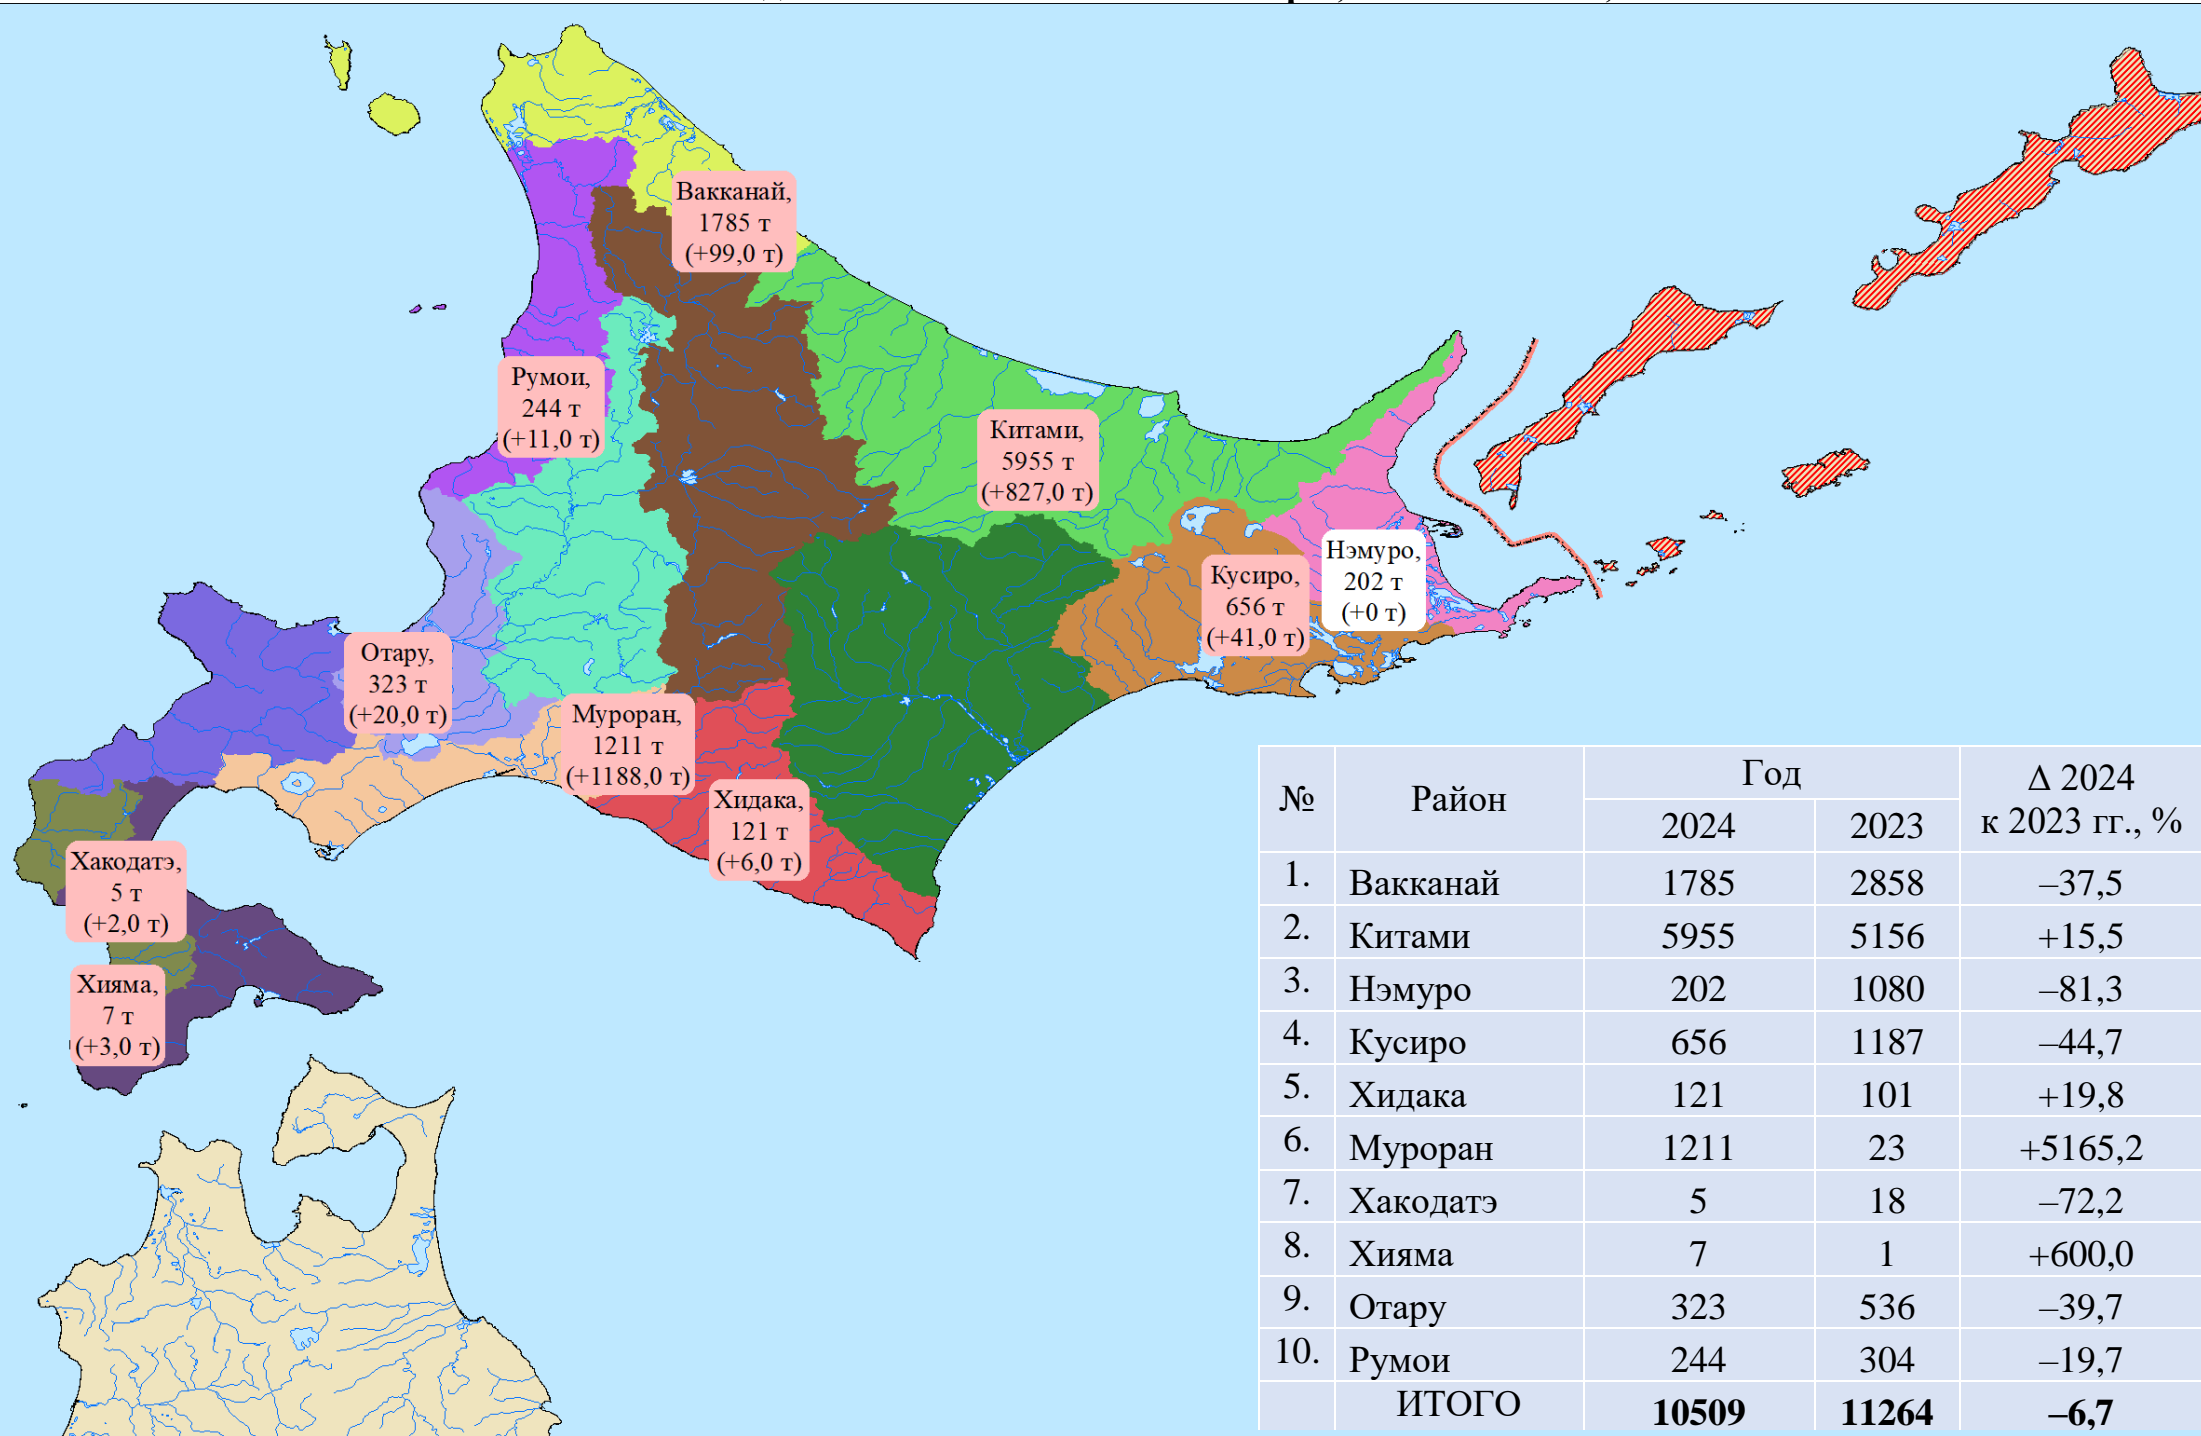 Вакканай,
1785 т
(+99,0 т)
Румои,
244 т
(+11,0 т)
Китами,
5955 т
(+827,0 т)
Нэмуро,
202 т
(+0 т)
Кусиро,
656 т
(+41,0 т)
Отару,
323 т
(+20,0 т)
Муроран,
1211 т
(+1188,0 т)
Хидака,
121 т
(+6,0 т)
Хакодатэ,
5 т
(+2,0 т)
Хияма,
7 т
(+3,0 т)
№ Район Год Δ 2024
к 2023 гг., %
2024 2023
1. Вакканай 1785 2858 –37,5
2. Китами 5955 5156 +15,5
3. Нэмуро 202 1080 –81,3
4. Кусиро 656 1187 –44,7
5. Хидака 121 101 +19,8
6. Муроран 1211 23 +5165,2
7. Хакодатэ 5 18 –72,2
8. Хияма 7 1 +600,0
9. Отару 323 536 –39,7
10. Румои 244 304 –19,7
ИТОГО 10509 11264 –6,7